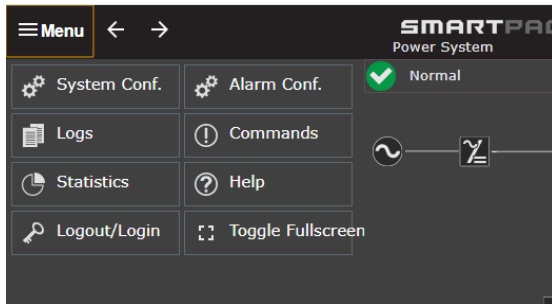 Menu
SMARTPA
Power System
System Conf.
Alarm Conf.
Normal
Logs
Commands
Statistics
Help
Logout/Login
Toggle Fullscreen